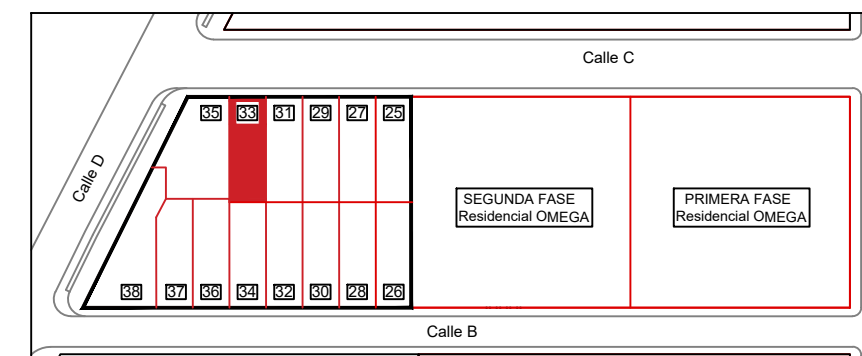 Calle C
35 33 31 29 27 25
Calle D
SEGUNDA FASE
Residencial OMEGA
PRIMERA FASE
Residencial OMEGA
38 37 36 34 32 30 28 26
Calle B